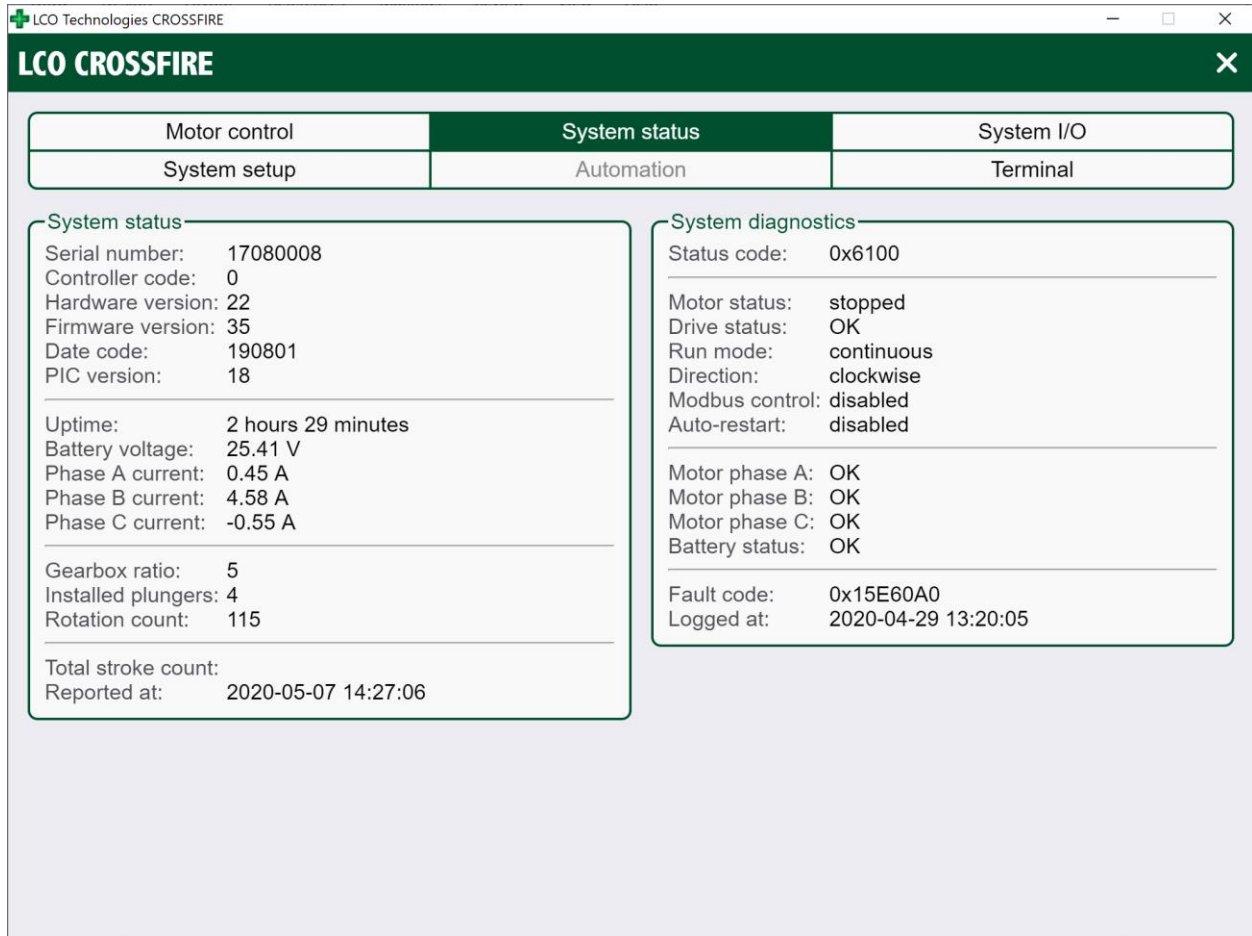 LCO Technologies CROSSFIRE
LCO CROSSFIRE
Motor control
System status
System I/O
System setup
Automation
Terminal
System status
Serial number: 17080008
Controller code: 0
Hardware version: 22
Firmware version: 35
Date code: 190801
PIC version: 18
Uptime: 2 hours 29 minutes
Battery voltage: 25.41 V
Phase A current: 0.45 A
Phase B current: 4.58 A
Phase C current: -0.55 A
Gearbox ratio: 5
Installed plungers: 4
Rotation count: 115
Total stroke count:
Reported at: 2020-05-07 14:27:06
System diagnostics
Status code: 0x6100
Motor status: stopped
Drive status: OK
Run mode: continuous
Direction: clockwise
Modbus control: disabled
Auto-restart: disabled
Motor phase A: OK
Motor phase B: OK
Motor phase C: OK
Battery status: OK
Fault code: 0x15E60A0
Logged at: 2020-04-29 13:20:05